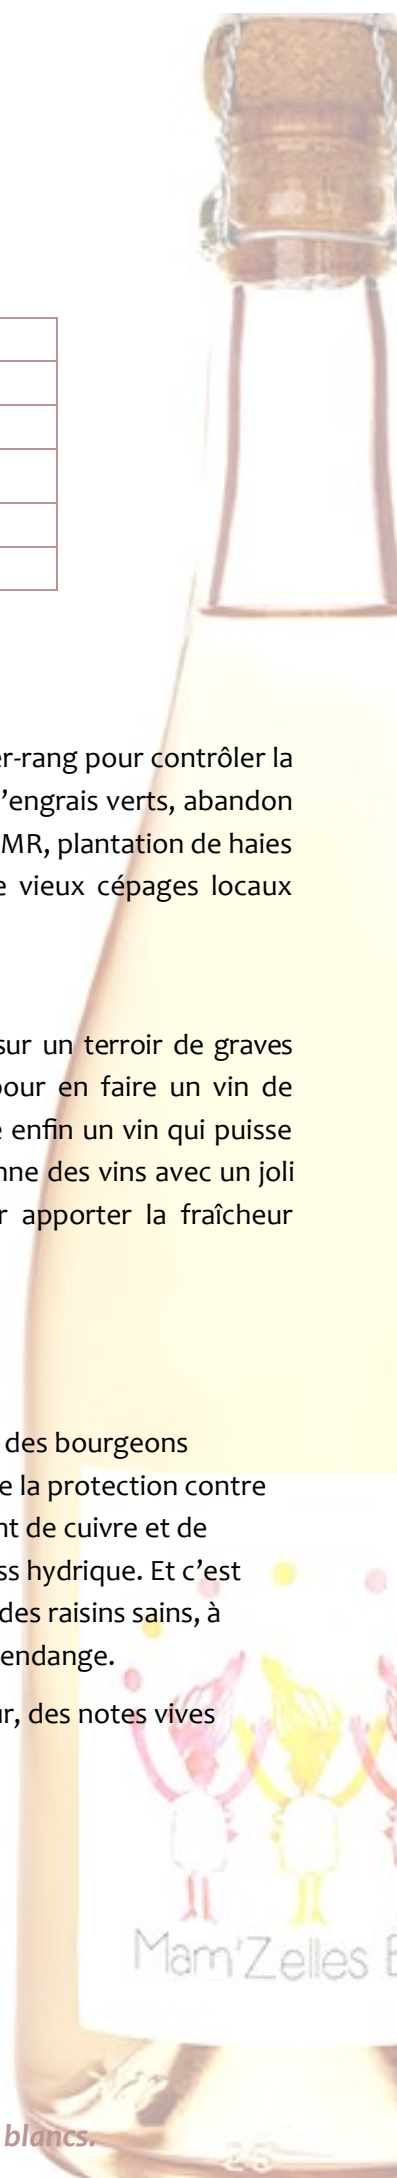 er-rang pour contrôler la
'engrais verts, abandon
MR, plantation de haies
e vieux cépages locaux
sur un terroir de graves
pour en faire un vin de
e enfin un vin qui puisse
nne des vins avec un joli
r apporter la fraîcheur
des bourgeons
e la protection contre
nt de cuivre et de
ss hydrique. Et c'est
des raisins sains, à
endange.
ur, des notes vives
Mam'Zelles B
blancs.